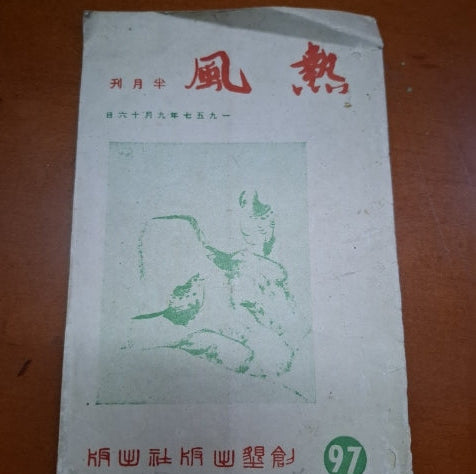 熱風 半月刊
一九五七年九月十六日
創墾出版社出版 97